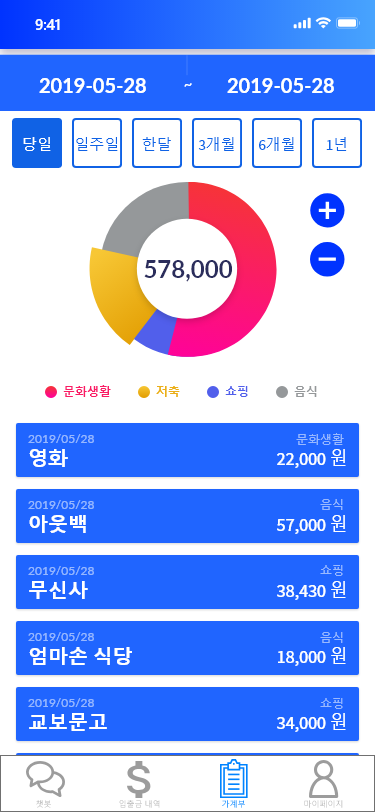 9:41
2019-05-28 ~ 2019-05-28
당일 일주일 한달 3개월 6개월 1년
578,000
문화생활 저축 쇼핑 음식
2019/05/28 문화생활
영화 22,000 원
2019/05/28 음식
아웃백 57,000 원
2019/05/28 쇼핑
무신사 38,430 원
2019/05/28 음식
엄마손 식당 18,000 원
2019/05/28 쇼핑
교보문고 34,000 원
챗봇 입출금 내역 가계부 마이페이지